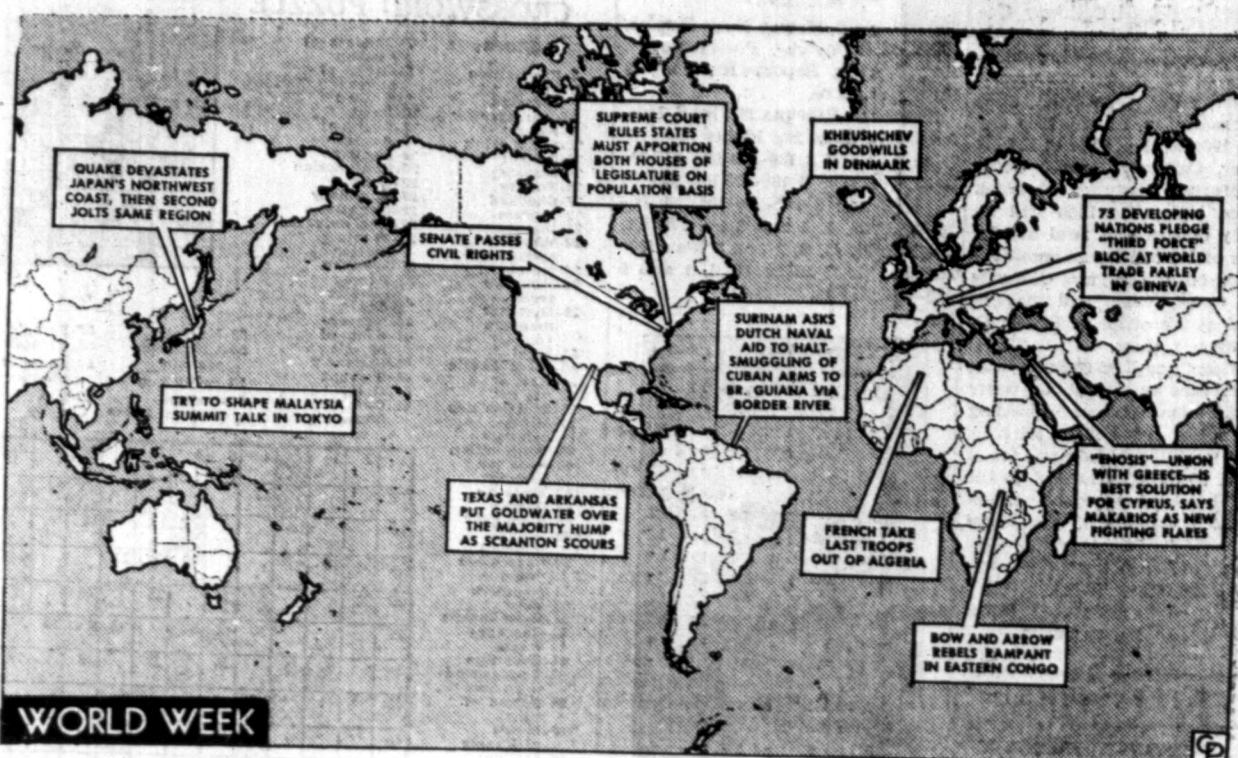 QUAKE DEVASTATES
JAPAN'S NORTHWEST
COAST, THEN SECOND
JOLTS SAME REGION
TRY TO SHAPE MALAYSIA
SUMMIT TALK IN TOKYO
SENATE PASSES
CIVIL RIGHTS
SUPREME COURT
RULES STATES
MUST APPORTION
BOTH HOUSES OF
LEGISLATURE ON
POPULATION BASIS
TEXAS AND ARKANSAS
PUT GOLDWATER OVER
THE MAJORITY HUMP
AS SCRANTON SCOURS
SURINAM ASKS
DUTCH NAVAL
AID TO HALT
SMUGGLING OF
CUBAN ARMS TO
BR. GUIANA VIA
BORDER RIVER
KHRUSHCHEV
GOODWILLS
IN DENMARK
75 DEVELOPING
NATIONS PLEDGE
"THIRD FORCE"
BLOC AT WORLD
TRADE PARLEY
IN GENEVA
"ENOSIS"—UNION
WITH GREECE—IS
BEST SOLUTION
FOR CYPRUS, SAYS
MAKARIOS AS NEW
FIGHTING FLARES
FRENCH TAKE
LAST TROOPS
OUT OF ALGERIA
BOW AND ARROW
REBELS RAMPANT
IN EASTERN CONGO
WORLD WEEK
CP